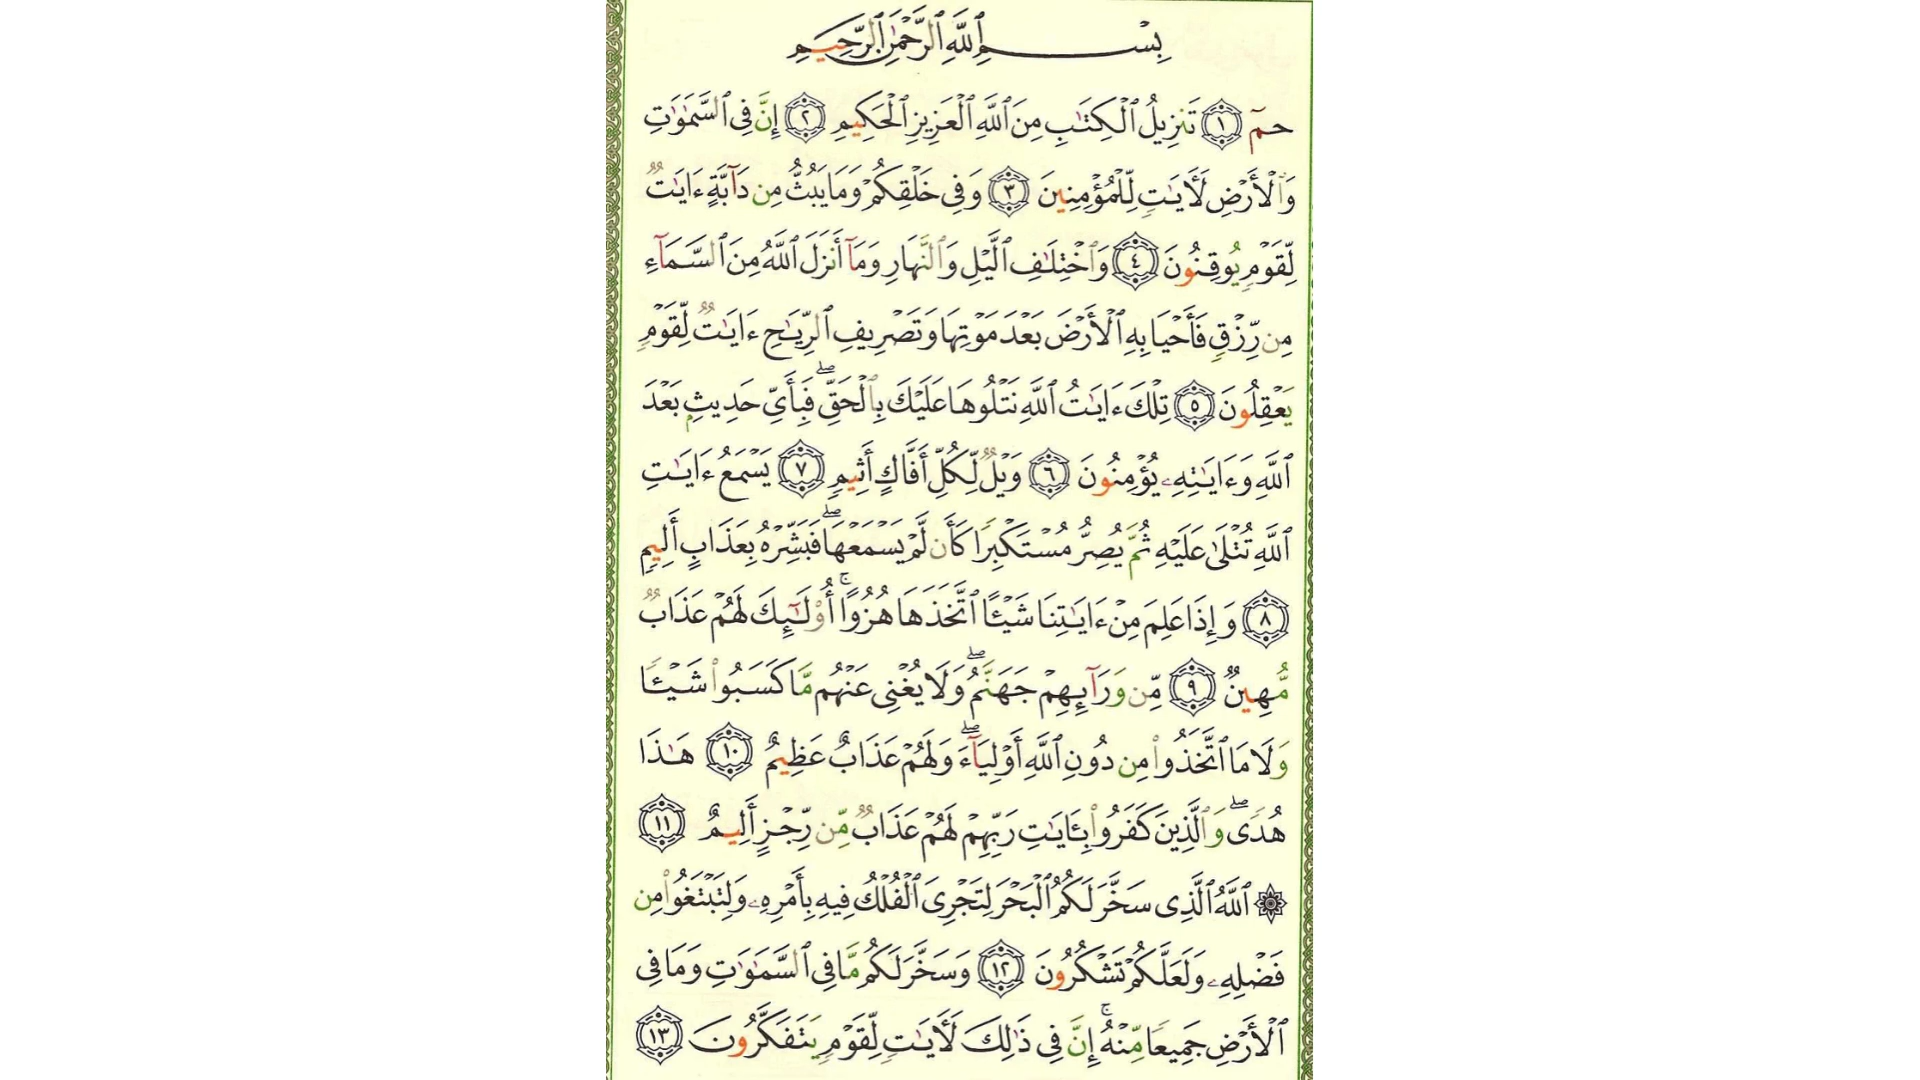 بِسْمِ ٱللَّهِ ٱلرَّحْمَٰنِ ٱلرَّحِيمِ
حمٓ ١ تَنزِيلُ ٱلْكِتَٰبِ مِنَ ٱللَّهِ ٱلْعَزِيزِ ٱلْحَكِيمِ ٢ إِنَّ فِى ٱلسَّمَٰوَٰتِ
وَٱلْأَرْضِ لَءَايَٰتٍ لِّلْمُؤْمِنِينَ ٣ وَفِى خَلْقِكُمْ وَمَا يَبُثُّ مِن دَآبَّةٍ ءَايَٰتٌ
لِّقَوْمٍ يُوقِنُونَ ٤ وَٱخْتِلَٰفِ ٱلَّيْلِ وَٱلنَّهَارِ وَمَآ أَنزَلَ ٱللَّهُ مِنَ ٱلسَّمَآءِ
مِن رِّزْقٍ فَأَحْيَا بِهِ ٱلْأَرْضَ بَعْدَ مَوْتِهَا وَتَصْرِيفِ ٱلرِّيَٰحِ ءَايَٰتٌ لِّقَوْمٍ
يَعْقِلُونَ ٥ تِلْكَ ءَايَٰتُ ٱللَّهِ نَتْلُوهَا عَلَيْكَ بِٱلْحَقِّ ۖ فَبِأَىِّ حَدِيثٍۭ بَعْدَ
ٱللَّهِ وَءَايَٰتِهِۦ يُؤْمِنُونَ ٦ وَيْلٌ لِّكُلِّ أَفَّاكٍ أَثِيمٍ ٧ يَسْمَعُ ءَايَٰتِ
ٱللَّهِ تُتْلَىٰ عَلَيْهِ ثُمَّ يُصِرُّ مُسْتَكْبِرًا كَأَن لَّمْ يَسْمَعْهَا ۖ فَبَشِّرْهُ بِعَذَابٍ أَلِيمٍ
٨ وَإِذَا عَلِمَ مِنْ ءَايَٰتِنَا شَيْـًٔا ٱتَّخَذَهَا هُزُوًا ۚ أُو۟لَٰٓئِكَ لَهُمْ عَذَابٌ
مُّهِينٌ ٩ مِّن وَرَآئِهِمْ جَهَنَّمُ ۖ وَلَا يُغْنِى عَنْهُم مَّا كَسَبُوا۟ شَيْـًٔا
وَلَا مَا ٱتَّخَذُوا۟ مِن دُونِ ٱللَّهِ أَوْلِيَآءَ ۖ وَلَهُمْ عَذَابٌ عَظِيمٌ ١٠ هَٰذَا
هُدًى ۖ وَٱلَّذِينَ كَفَرُوا۟ بِـَٔايَٰتِ رَبِّهِمْ لَهُمْ عَذَابٌ مِّن رِّجْزٍ أَلِيمٌ ١١
۞ ٱللَّهُ ٱلَّذِى سَخَّرَ لَكُمُ ٱلْبَحْرَ لِتَجْرِىَ ٱلْفُلْكُ فِيهِ بِأَمْرِهِۦ وَلِتَبْتَغُوا۟ مِن
فَضْلِهِۦ وَلَعَلَّكُمْ تَشْكُرُونَ ١٢ وَسَخَّرَ لَكُم مَّا فِى ٱلسَّمَٰوَٰتِ وَمَا فِى
ٱلْأَرْضِ جَمِيعًا مِّنْهُ ۚ إِنَّ فِى ذَٰلِكَ لَءَايَٰتٍ لِّقَوْمٍ يَتَفَكَّرُونَ ١٣